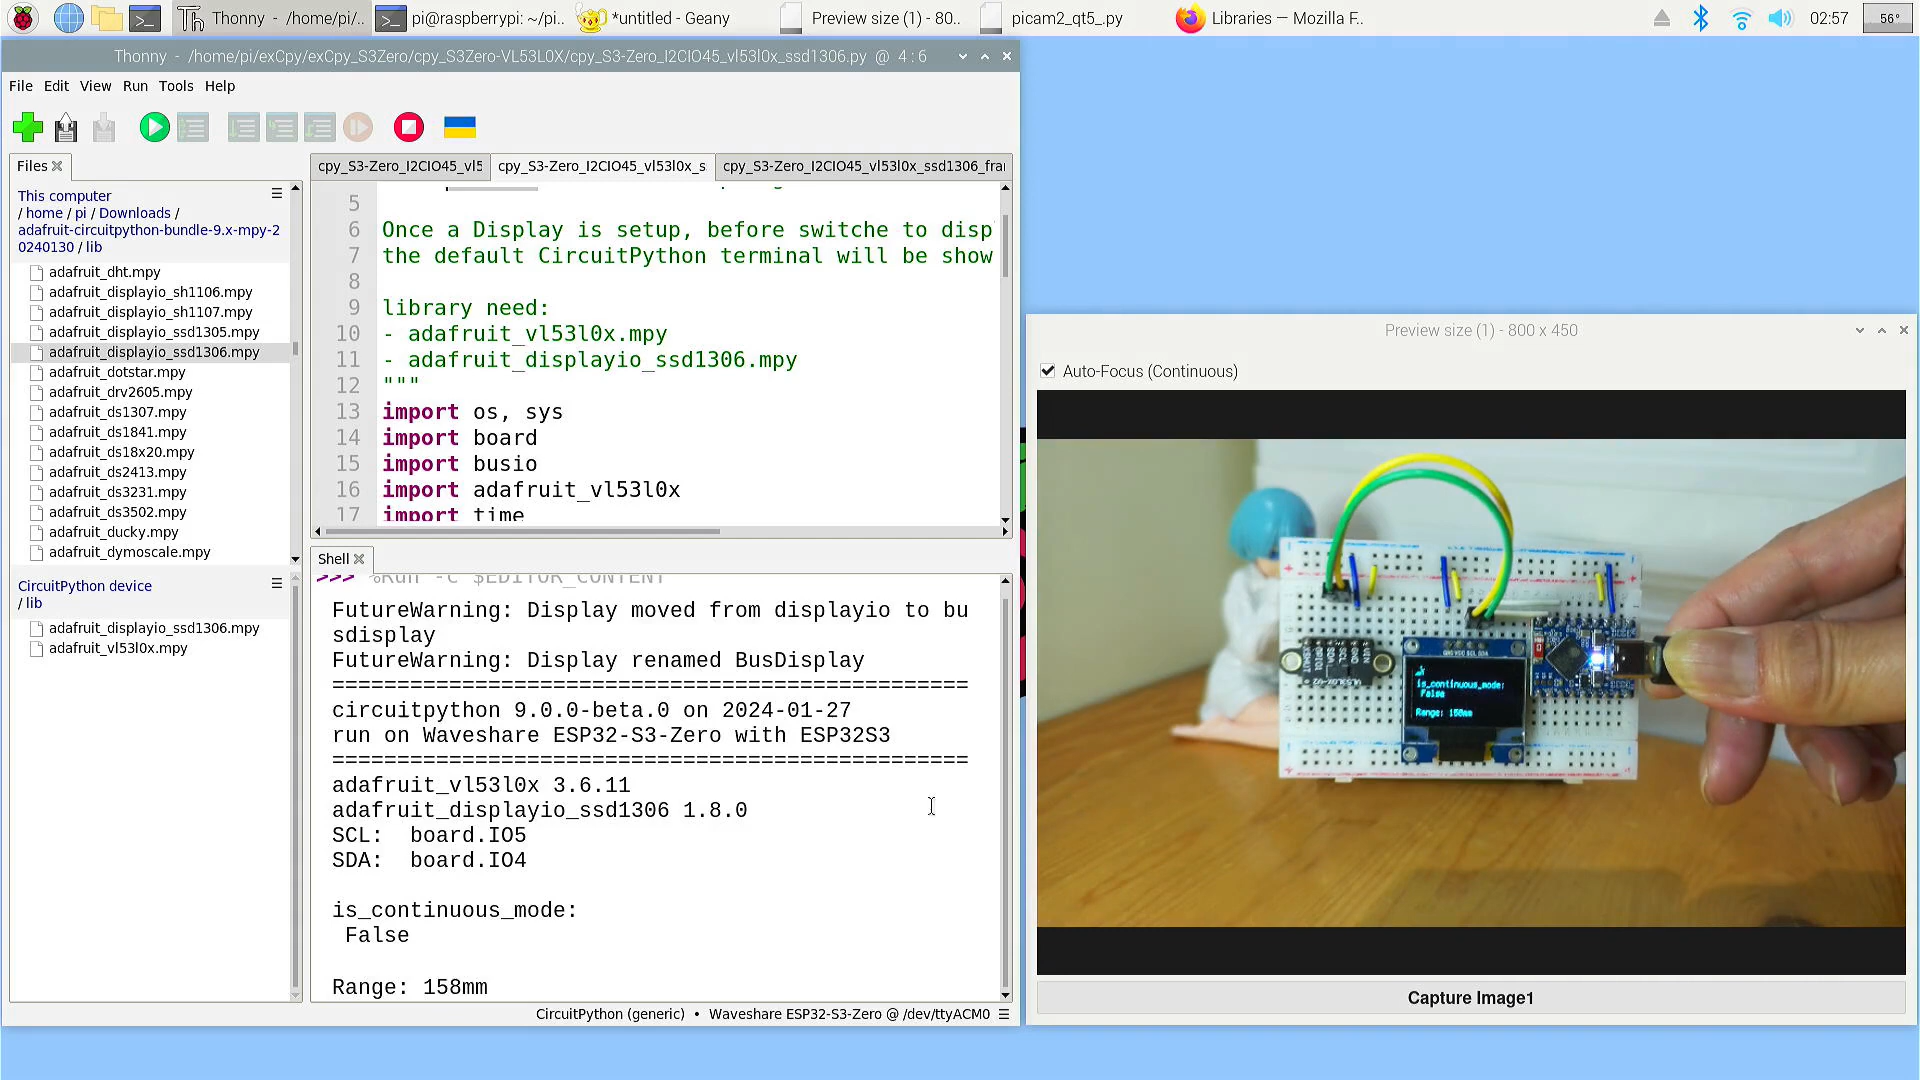 Thonny - /home/pi/..
pi@raspberrypi: ~/pi..
*untitled - Geany
Preview size (1) - 80..
picam2_qt5_.py
Libraries — Mozilla F..
02:57
56°
Thonny - /home/pi/exCpy/exCpy_S3Zero/cpy_S3Zero-VL53L0X/cpy_S3-Zero_I2CIO45_vl53l0x_ssd1306.py @ 4:6
File Edit View Run Tools Help
Files
This computer
/ home / pi / Downloads /
adafruit-circuitpython-bundle-9.x-mpy-2
0240130 / lib
adafruit_dht.mpy
adafruit_displayio_sh1106.mpy
adafruit_displayio_sh1107.mpy
adafruit_displayio_ssd1305.mpy
adafruit_displayio_ssd1306.mpy
adafruit_dotstar.mpy
adafruit_drv2605.mpy
adafruit_ds1307.mpy
adafruit_ds1841.mpy
adafruit_ds18x20.mpy
adafruit_ds2413.mpy
adafruit_ds3231.mpy
adafruit_ds3502.mpy
adafruit_ducky.mpy
adafruit_dymoscale.mpy
CircuitPython device
/ lib
adafruit_displayio_ssd1306.mpy
adafruit_vl53l0x.mpy
cpy_S3-Zero_I2CIO45_vl5
cpy_S3-Zero_I2CIO45_vl53l0x_s
cpy_S3-Zero_I2CIO45_vl53l0x_ssd1306_fra
5
6 Once a Display is setup, before switche to disp
7 the default CircuitPython terminal will be show
8
9 library need:
10 - adafruit_vl53l0x.mpy
11 - adafruit_displayio_ssd1306.mpy
12 """
13 import os, sys
14 import board
15 import busio
16 import adafruit_vl53l0x
17 import time
Shell
>>> %Run -c $EDITOR_CONTENT
FutureWarning: Display moved from displayio to bu
sdisplay
FutureWarning: Display renamed BusDisplay
=================================================
circuitpython 9.0.0-beta.0 on 2024-01-27
run on Waveshare ESP32-S3-Zero with ESP32S3
=================================================
adafruit_vl53l0x 3.6.11
adafruit_displayio_ssd1306 1.8.0
SCL: board.IO5
SDA: board.IO4
is_continuous_mode:
False
Range: 158mm
CircuitPython (generic) • Waveshare ESP32-S3-Zero @ /dev/ttyACM0
Preview size (1) - 800 x 450
Auto-Focus (Continuous)
is_continuous_mode:
False
Range: 158mm
Capture Image1